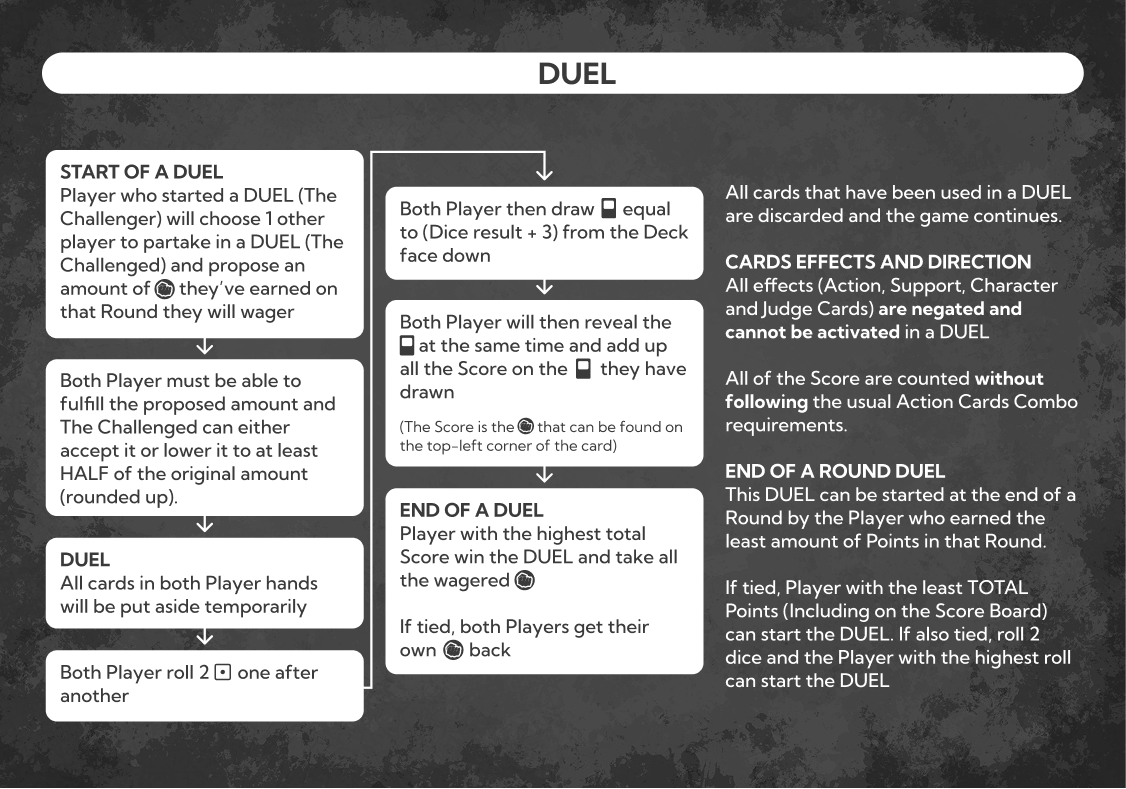 DUEL
START OF A DUEL
Player who started a DUEL (The
Challenger) will choose 1 other
player to partake in a DUEL (The
Challenged) and propose an
amount of they've earned on
that Round they will wager
Both Player must be able to
fulfill the proposed amount and
The Challenged can either
accept it or lower it to at least
HALF of the original amount
(rounded up).
DUEL
All cards in both Player hands
will be put aside temporarily
Both Player roll 2 one after
another
Both Player then draw equal
to (Dice result + 3) from the Deck
face down
Both Player will then reveal the
at the same time and add up
all the Score on the they have
drawn
(The Score is the that can be found on
the top-left corner of the card)
END OF A DUEL
Player with the highest total
Score win the DUEL and take all
the wagered
If tied, both Players get their
own back
All cards that have been used in a DUEL
are discarded and the game continues.
CARDS EFFECTS AND DIRECTION
All effects (Action, Support, Character
and Judge Cards) are negated and
cannot be activated in a DUEL
All of the Score are counted without
following the usual Action Cards Combo
requirements.
END OF A ROUND DUEL
This DUEL can be started at the end of a
Round by the Player who earned the
least amount of Points in that Round.
If tied, Player with the least TOTAL
Points (Including on the Score Board)
can start the DUEL. If also tied, roll 2
dice and the Player with the highest roll
can start the DUEL